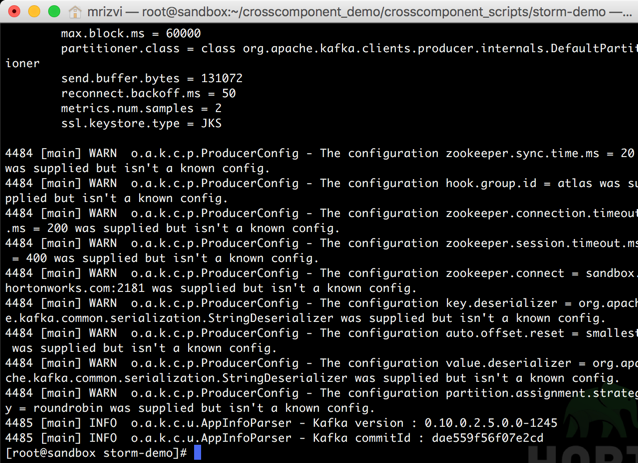 mrizvi — root@sandbox:~/crosscomponent_demo/crosscomponent_scripts/storm-demo —...
max.block.ms = 60000
partitioner.class = class org.apache.kafka.clients.producer.internals.DefaultPartit
ioner
send.buffer.bytes = 131072
reconnect.backoff.ms = 50
metrics.num.samples = 2
ssl.keystore.type = JKS
4484 [main] WARN  o.a.k.c.p.ProducerConfig - The configuration zookeeper.sync.time.ms = 20
was supplied but isn't a known config.
4484 [main] WARN  o.a.k.c.p.ProducerConfig - The configuration hook.group.id = atlas was su
pplied but isn't a known config.
4484 [main] WARN  o.a.k.c.p.ProducerConfig - The configuration zookeeper.connection.timeout
.ms = 200 was supplied but isn't a known config.
4484 [main] WARN  o.a.k.c.p.ProducerConfig - The configuration zookeeper.session.timeout.ms
= 400 was supplied but isn't a known config.
4484 [main] WARN  o.a.k.c.p.ProducerConfig - The configuration zookeeper.connect = sandbox.
hortonworks.com:2181 was supplied but isn't a known config.
4484 [main] WARN  o.a.k.c.p.ProducerConfig - The configuration key.deserializer = org.apach
e.kafka.common.serialization.StringDeserializer was supplied but isn't a known config.
4484 [main] WARN  o.a.k.c.p.ProducerConfig - The configuration auto.offset.reset = smallest
was supplied but isn't a known config.
4484 [main] WARN  o.a.k.c.p.ProducerConfig - The configuration value.deserializer = org.apa
che.kafka.common.serialization.StringDeserializer was supplied but isn't a known config.
4484 [main] WARN  o.a.k.c.p.ProducerConfig - The configuration partition.assignment.strateg
y = roundrobin was supplied but isn't a known config.
4485 [main] INFO  o.a.k.c.u.AppInfoParser - Kafka version : 0.10.0.2.5.0.0-1245
4485 [main] INFO  o.a.k.c.u.AppInfoParser - Kafka commitId : dae559f56f07e2cd
[root@sandbox storm-demo]#